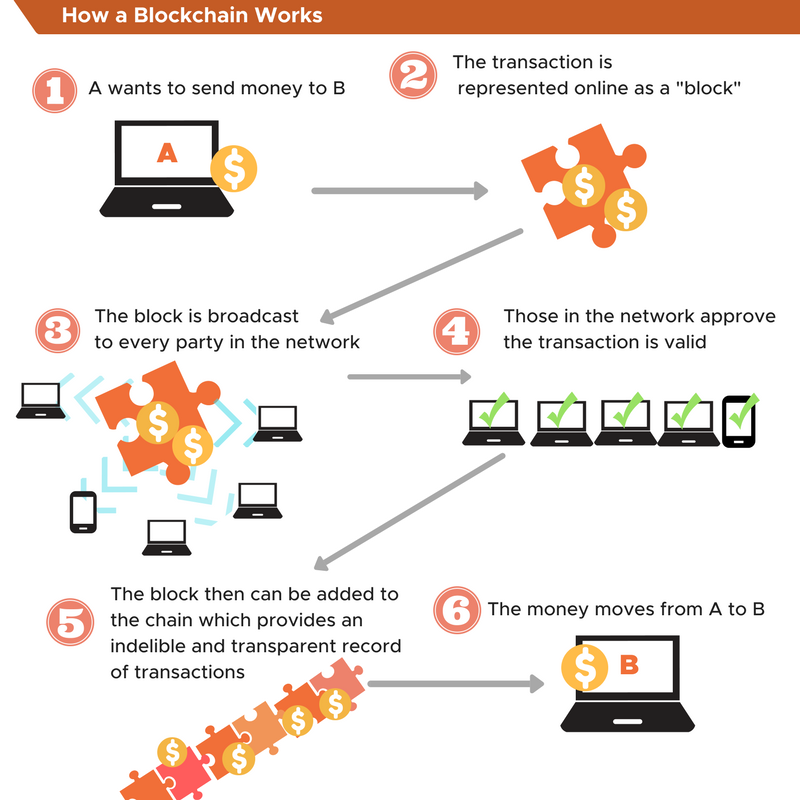 How a Blockchain Works
1
A wants to send money to B
2
The transaction is
represented online as a "block"
A
$
$
$
3
The block is broadcast
to every party in the network
4
Those in the network approve
the transaction is valid
$
$
5
The block then can be added to
the chain which provides an
indelible and transparent record
of transactions
6
The money moves from A to B
$
B
$
$
$
$